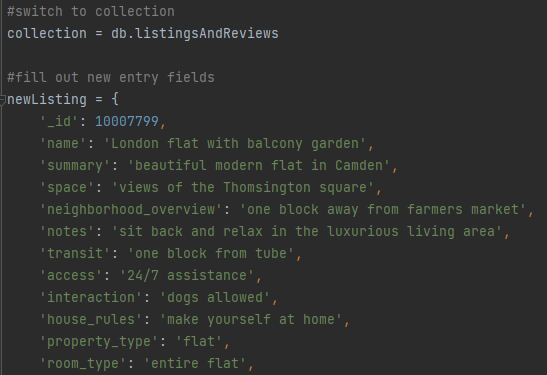 #switch to collection
collection = db.listingsAndReviews
#fill out new entry fields
newListing = {
'_id': 10007799,
'name': 'London flat with balcony garden',
'summary': 'beautiful modern flat in Camden',
'space': 'views of the Thomsington square',
'neighborhood_overview': 'one block away from farmers market',
'notes': 'sit back and relax in the luxurious living area',
'transit': 'one block from tube',
'access': '24/7 assistance',
'interaction': 'dogs allowed',
'house_rules': 'make yourself at home',
'property_type': 'flat',
'room_type': 'entire flat',